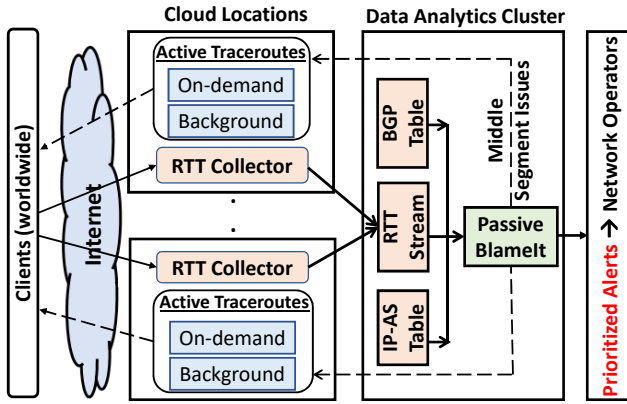 Cloud Locations
Data Analytics Cluster
Clients (worldwide)
Internet
Active Traceroutes
On-demand
Background
RTT Collector
.
.
RTT Collector
Active Traceroutes
On-demand
Background
BGP
Table
RTT
Stream
IP-AS
Table
Middle
Segment Issues
Passive
BlameIt
Prioritized Alerts → Network Operators